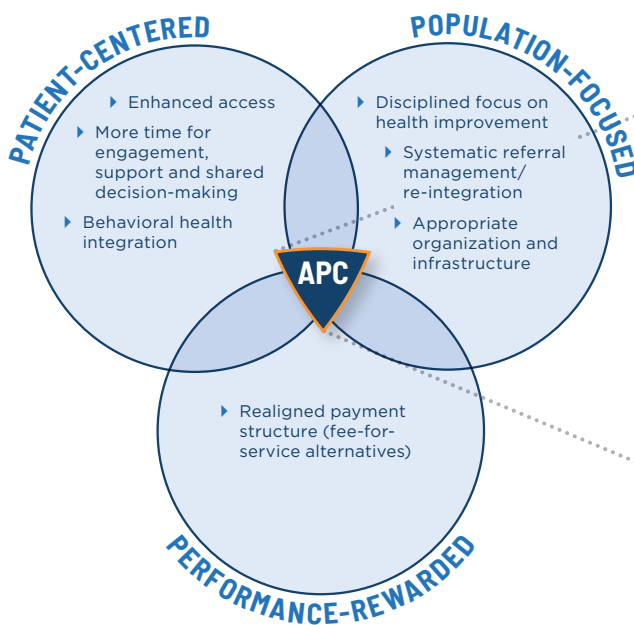 PATIENT-CENTERED
Enhanced access
More time for
engagement,
support and shared
decision-making
Behavioral health
integration
POPULATION-FOCUSED
Disciplined focus on
health improvement
Systematic referral
management/
re-integration
Appropriate
organization and
infrastructure
APC
Realigned payment
structure (fee-for-
service alternatives)
PERFORMANCE-REWARDED